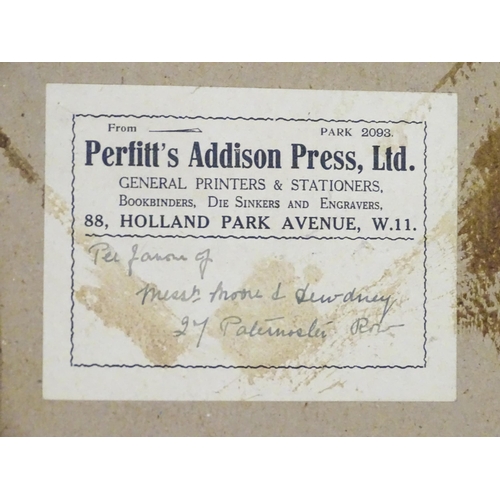 From PARK 2093.
Perfitt's Addison Press, Ltd.
GENERAL PRINTERS & STATIONERS,
BOOKBINDERS, DIE SINKERS AND ENGRAVERS,
88, HOLLAND PARK AVENUE, W.11.
Per favour of
Messrs Moore & Dewdney
27 Paternoster Row